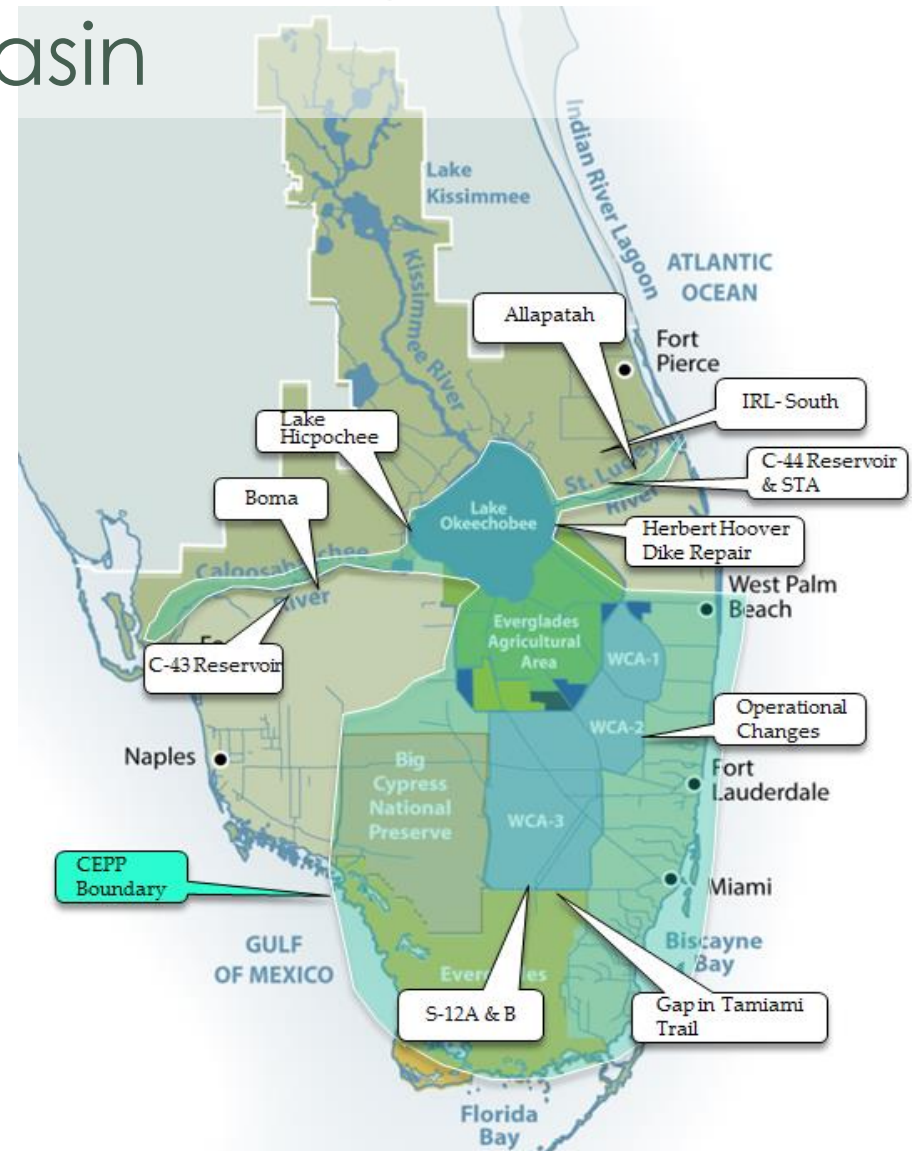 asin
Lake
Kissimmee
Indian River Lagoon
Kissimmee River
ATLANTIC
OCEAN
Allapatah
Fort
Pierce
IRL-South
Lake
Hicpochee
C-44 Reservoir
& STA
St. Lucie
River
Boma
Lake
Okeechobee
Herbert Hoover
Dike Repair
Caloosahatchee
River
West Palm
Beach
Everglades
Agricultural
Area
WCA-1
C-43 Reservoir
Operational
Changes
WCA-2
Naples
Big
Cypress
National
Preserve
Fort
Lauderdale
WCA-3
CEPP
Boundary
Miami
GULF
OF MEXICO
Biscayne
Bay
Everglades
S-12A & B
Gap in Tamiami
Trail
Florida
Bay